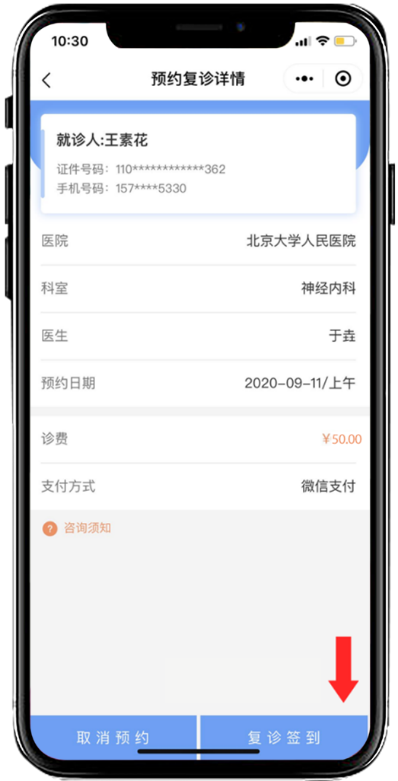 10:30
预约复诊详情
就诊人:王素花
证件号码：110************362
手机号码：157****5330
医院 北京大学人民医院
科室 神经内科
医生 于垚
预约日期 2020-09-11/上午
诊费 ￥50.00
支付方式 微信支付
? 咨询须知
取消预约 复诊签到